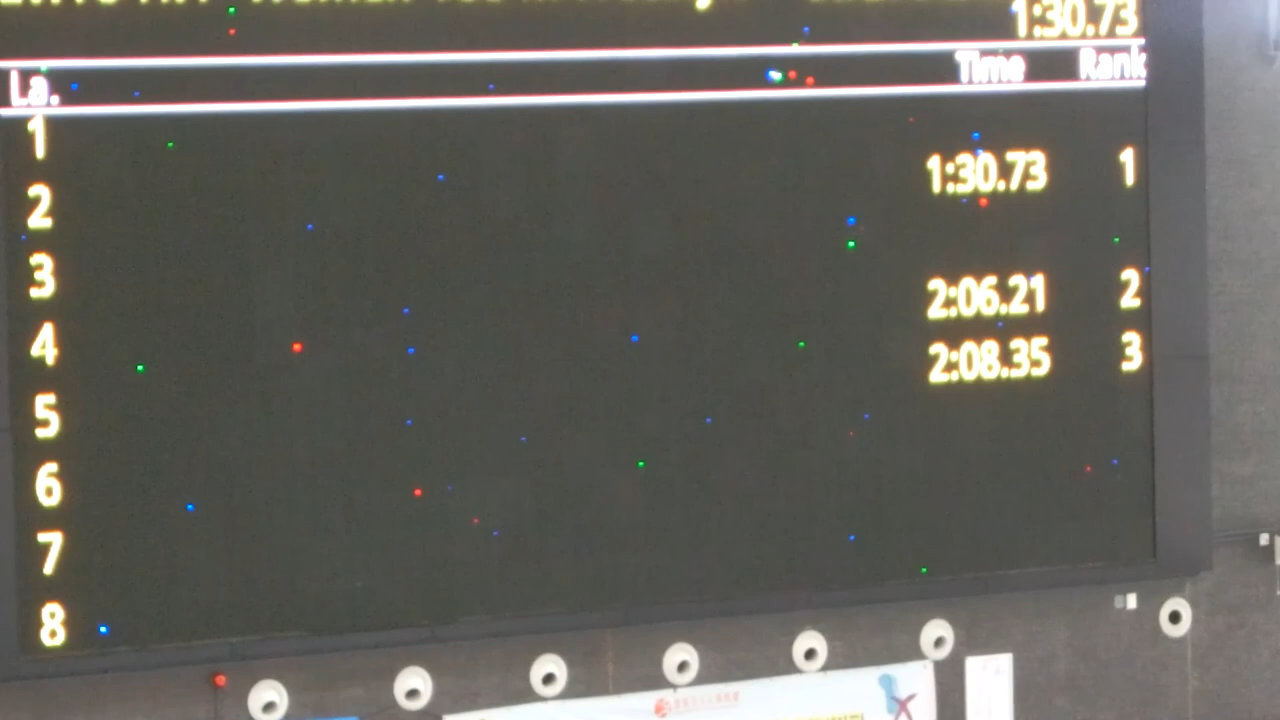 1:30.73
La. Time Rank
1
2 1:30.73 1
3
4 2:06.21 2
5 2:08.35 3
6
7
8